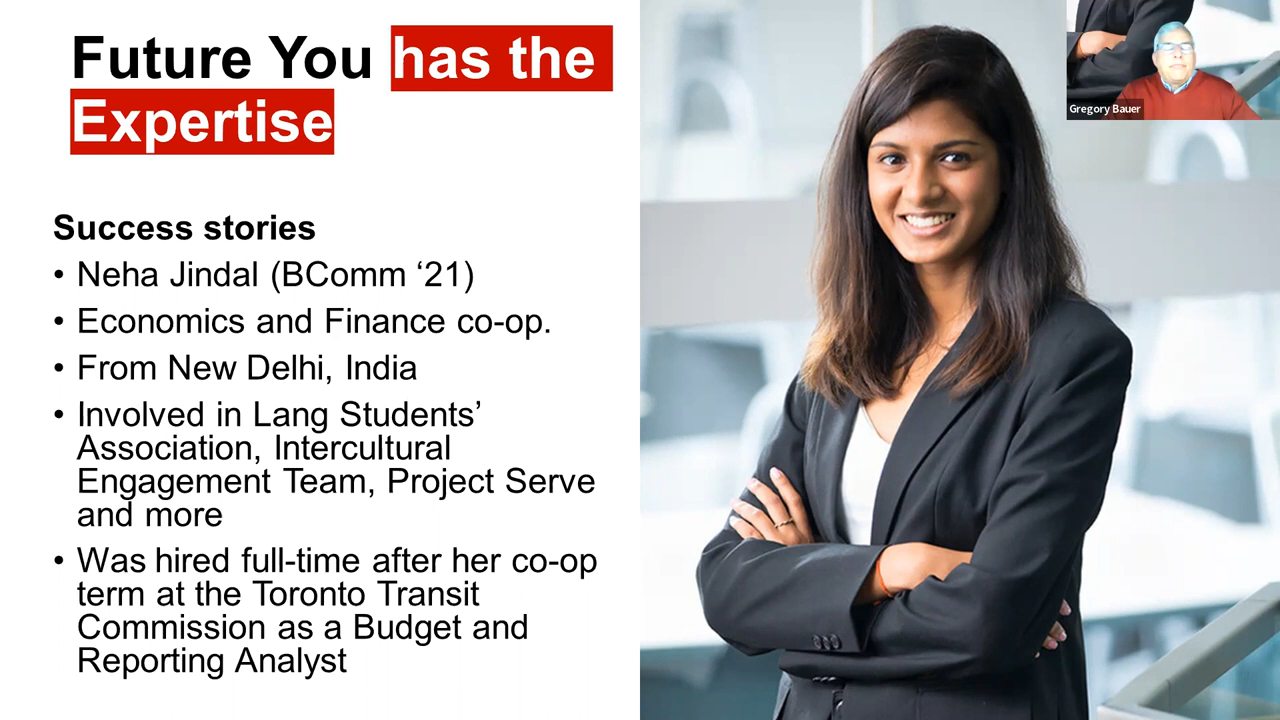 Future You has the
Expertise
Gregory Bauer
Success stories
• Neha Jindal (BComm ‘21)
• Economics and Finance co-op.
• From New Delhi, India
• Involved in Lang Students’
Association, Intercultural
Engagement Team, Project Serve
and more
• Was hired full-time after her co-op
term at the Toronto Transit
Commission as a Budget and
Reporting Analyst